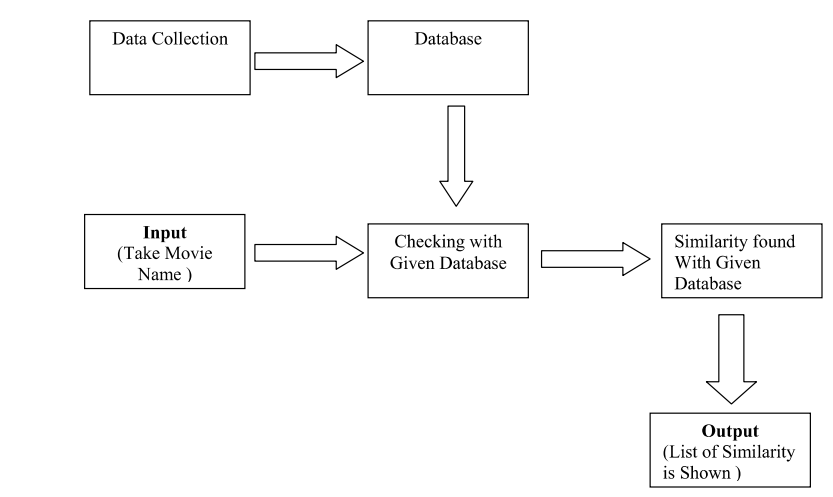 Data Collection
Database
Input
(Take Movie
Name )
Checking with
Given Database
Similarity found
With Given
Database
Output
(List of Similarity
is Shown )